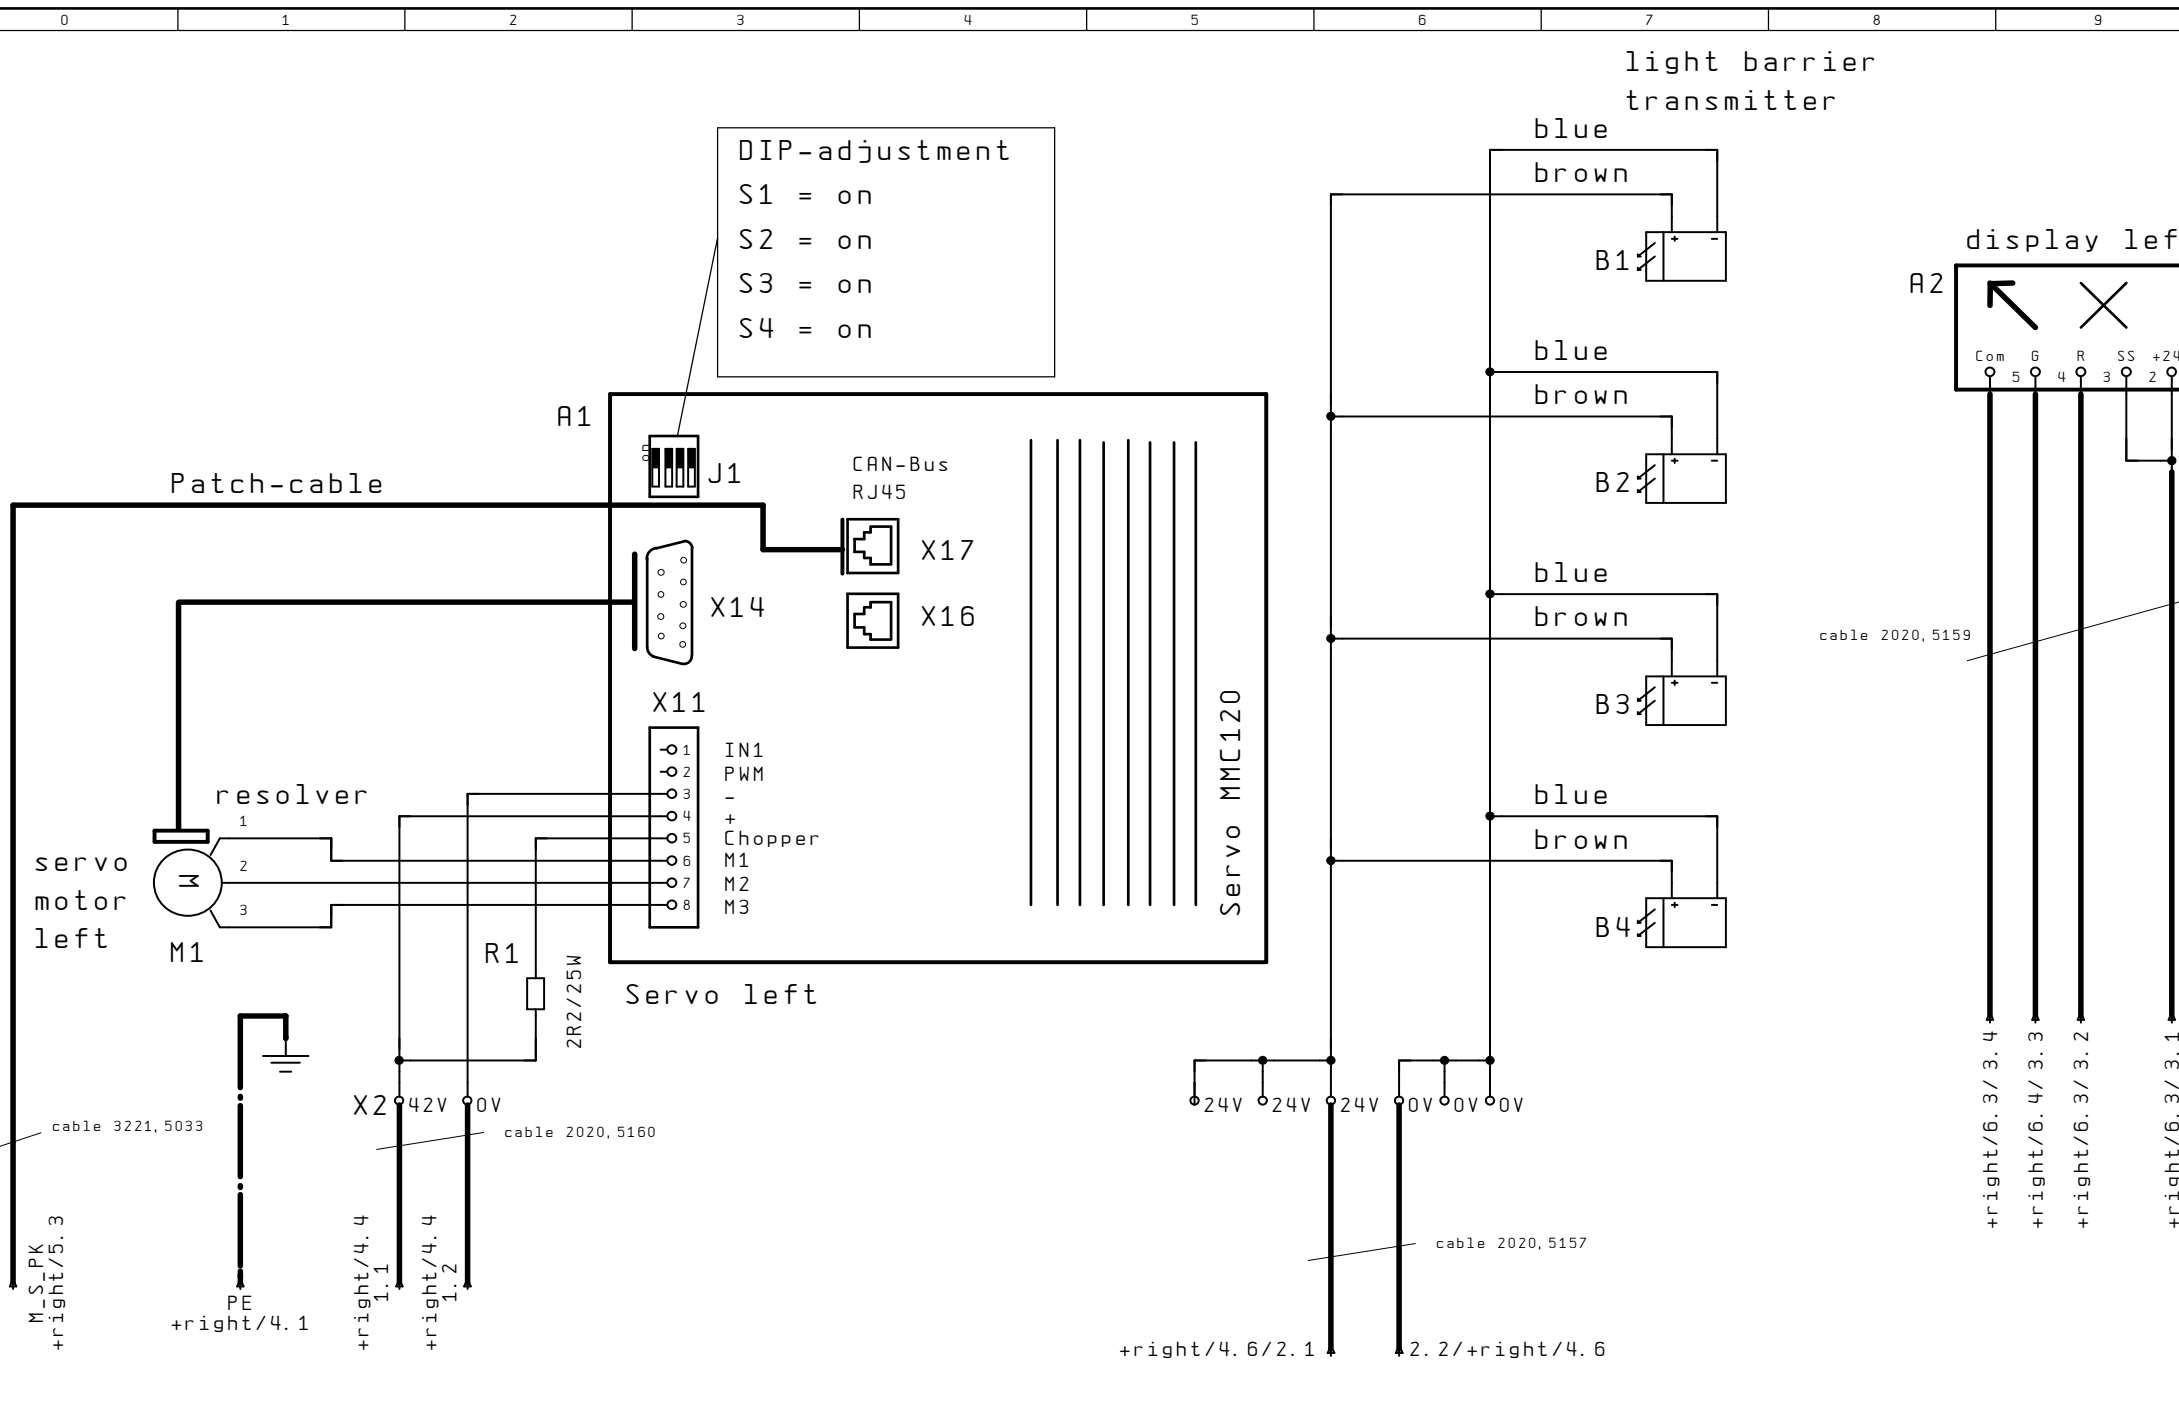 0 1 2 3 4 5 6 7 8 9
light barrier
transmitter
DIP-adjustment
S1 = on
S2 = on
S3 = on
S4 = on
blue
brown
B1
+ -
blue
brown
B2
+ -
blue
brown
B3
+ -
blue
brown
B4
+ -
display lef
A2
Com G R SS +24
5 4 3 2
cable 2020,5159
+right/6.3/3.4
+right/6.4/3.3
+right/6.3/3.2
+right/6.3/3.1
A1
on
J1
CAN-Bus
RJ45
Patch-cable
X17
X14
X16
X11
1 IN1
2 PWM
3 -
4 +
5 Chopper
6 M1
7 M2
8 M3
Servo MMC120
resolver
1
2
3
servo
motor
left
M
M1
R1
2R2/25W
Servo left
X2 42V 0V
24V 24V 24V 0V 0V 0V
cable 3221,5033
cable 2020,5160
cable 2020,5157
M_S_PK
+right/5.3
PE
+right/4.1
+right/4.4
1.1
+right/4.4
1.2
+right/4.6/2.1
2.2/+right/4.6